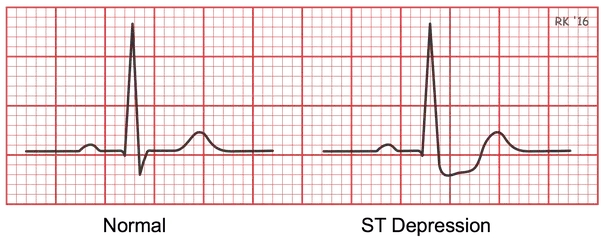 RK '16
Normal
ST Depression